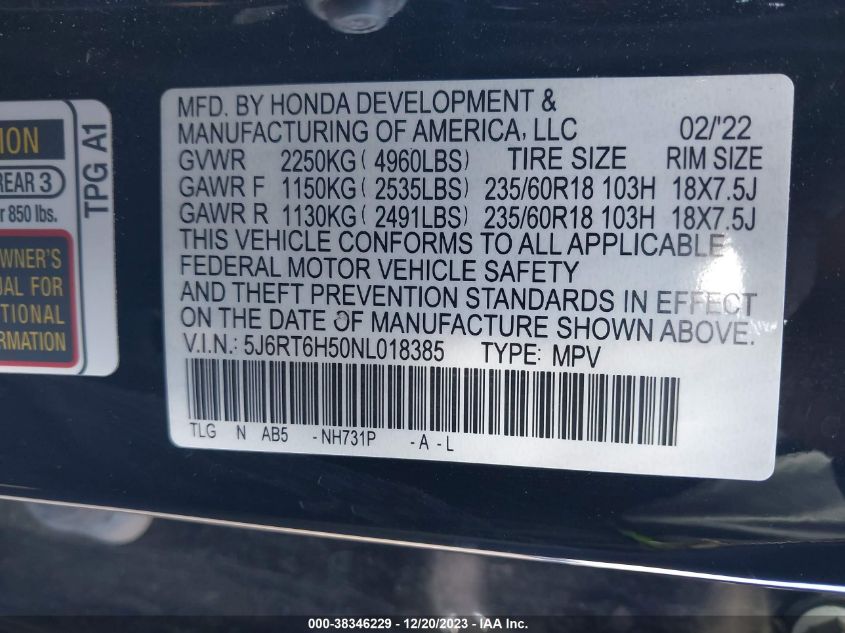 ION
REAR 3
r 850 lbs.
WNER'S
UAL FOR
TIONAL
RMATION
TPG A1
MFD. BY HONDA DEVELOPMENT &
MANUFACTURING OF AMERICA, LLC 02/'22
GVWR 2250KG ( 4960LBS) TIRE SIZE RIM SIZE
GAWR F 1150KG ( 2535LBS) 235/60R18 103H 18X7.5J
GAWR R 1130KG ( 2491LBS) 235/60R18 103H 18X7.5J
THIS VEHICLE CONFORMS TO ALL APPLICABLE
FEDERAL MOTOR VEHICLE SAFETY
AND THEFT PREVENTION STANDARDS IN EFFECT
ON THE DATE OF MANUFACTURE SHOWN ABOVE.
V.I.N.: 5J6RT6H50NL018385 TYPE: MPV
TLG N AB5 -NH731P -A-L
000-38346229 - 12/20/2023 - IAA Inc.